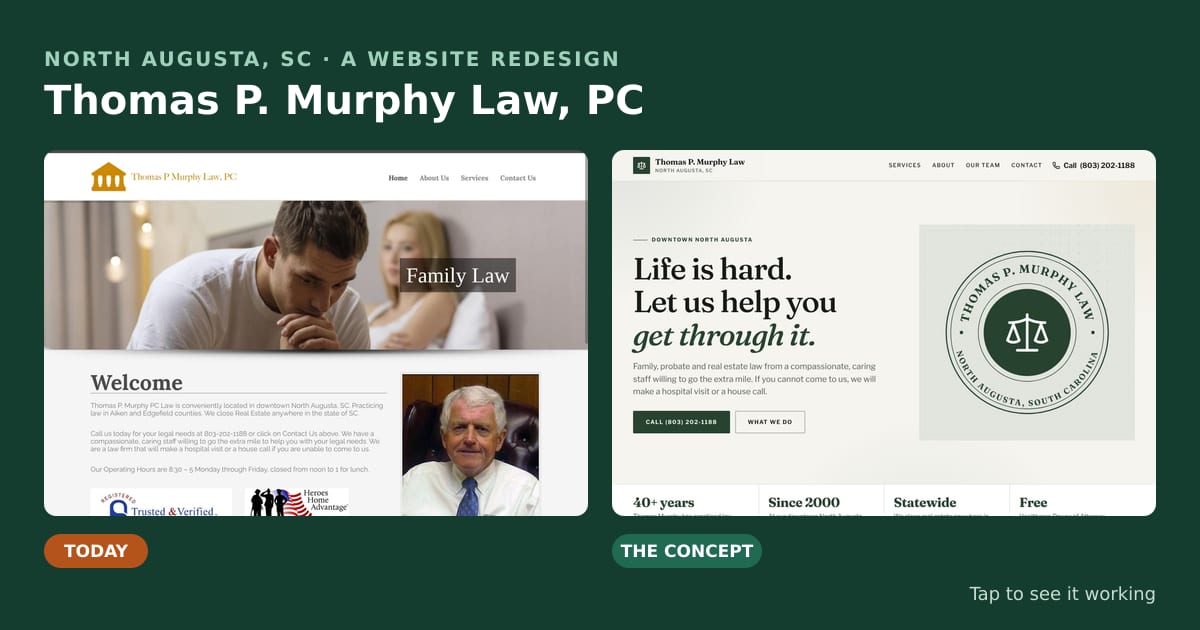 NORTH AUGUSTA, SC · A WEBSITE REDESIGN
Thomas P. Murphy Law, PC
Thomas P Murphy Law, PC
Home About Us Services Contact Us
Family Law
Welcome
Thomas P. Murphy PC Law is conveniently located in downtown North Augusta, SC. Practicing
law in Aiken and Edgefield counties. We close Real Estate anywhere in the state of SC.
Call us today for your legal needs at 803-202-1188 or click on Contact Us above. We have a
compassionate, caring staff willing to go the extra mile to help you with your legal needs. We
are a law firm that will make a hospital visit or a house call if you are unable to come to us.
Our Operating Hours are 8:30 – 5 Monday through Friday, closed from noon to 1 for lunch.
REGISTERED
Trusted & Verified
Heroes
Home
Advantage
TODAY
Thomas P. Murphy Law
NORTH AUGUSTA, SC
SERVICES ABOUT OUR TEAM CONTACT Call (803) 202-1188
DOWNTOWN NORTH AUGUSTA
Life is hard.
Let us help you
get through it.
Family, probate and real estate law from a compassionate, caring
staff willing to go the extra mile. If you cannot come to us, we will
make a hospital visit or a house call.
CALL (803) 202-1188 WHAT WE DO
THOMAS P. MURPHY LAW
NORTH AUGUSTA, SOUTH CAROLINA
40+ years Since 2000 Statewide Free
THE CONCEPT
Tap to see it working